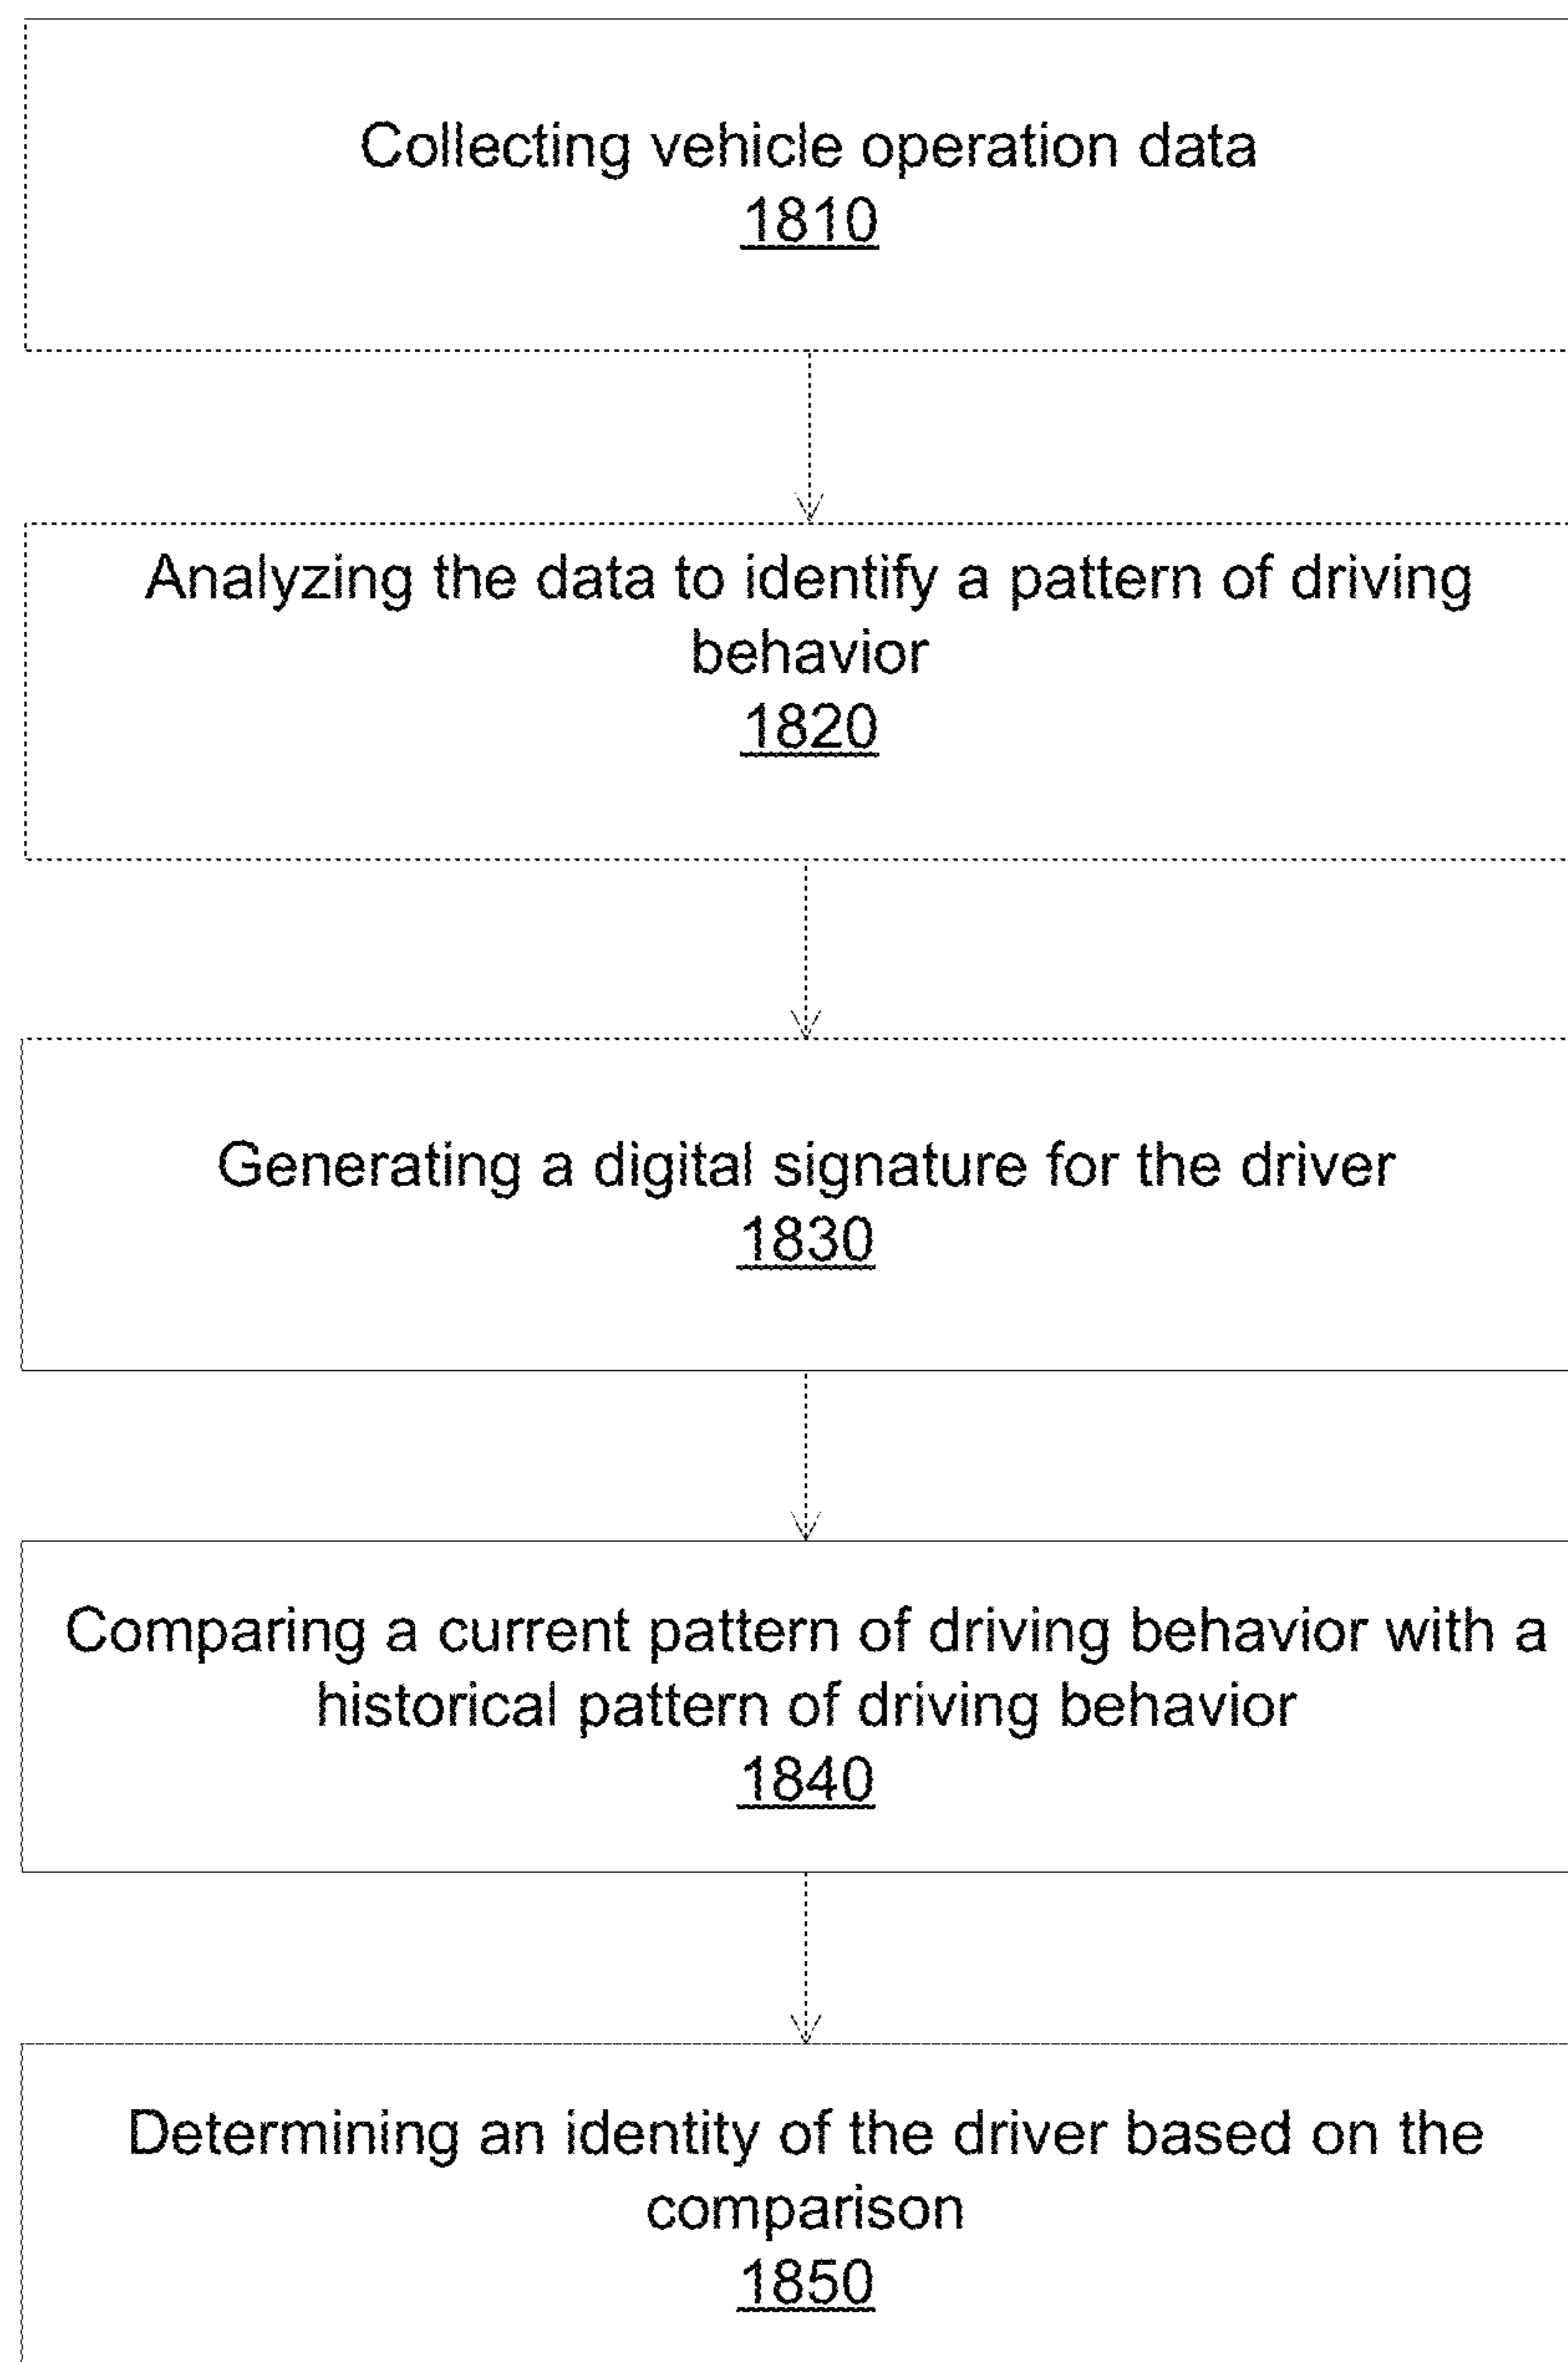 Collecting vehicle operation data
1810
Analyzing the data to identify a pattern of driving
behavior
1820
Generating a digital signature for the driver
1830
Comparing a current pattern of driving behavior with a
historical pattern of driving behavior
1840
Determining an identity of the driver based on the
comparison
1850